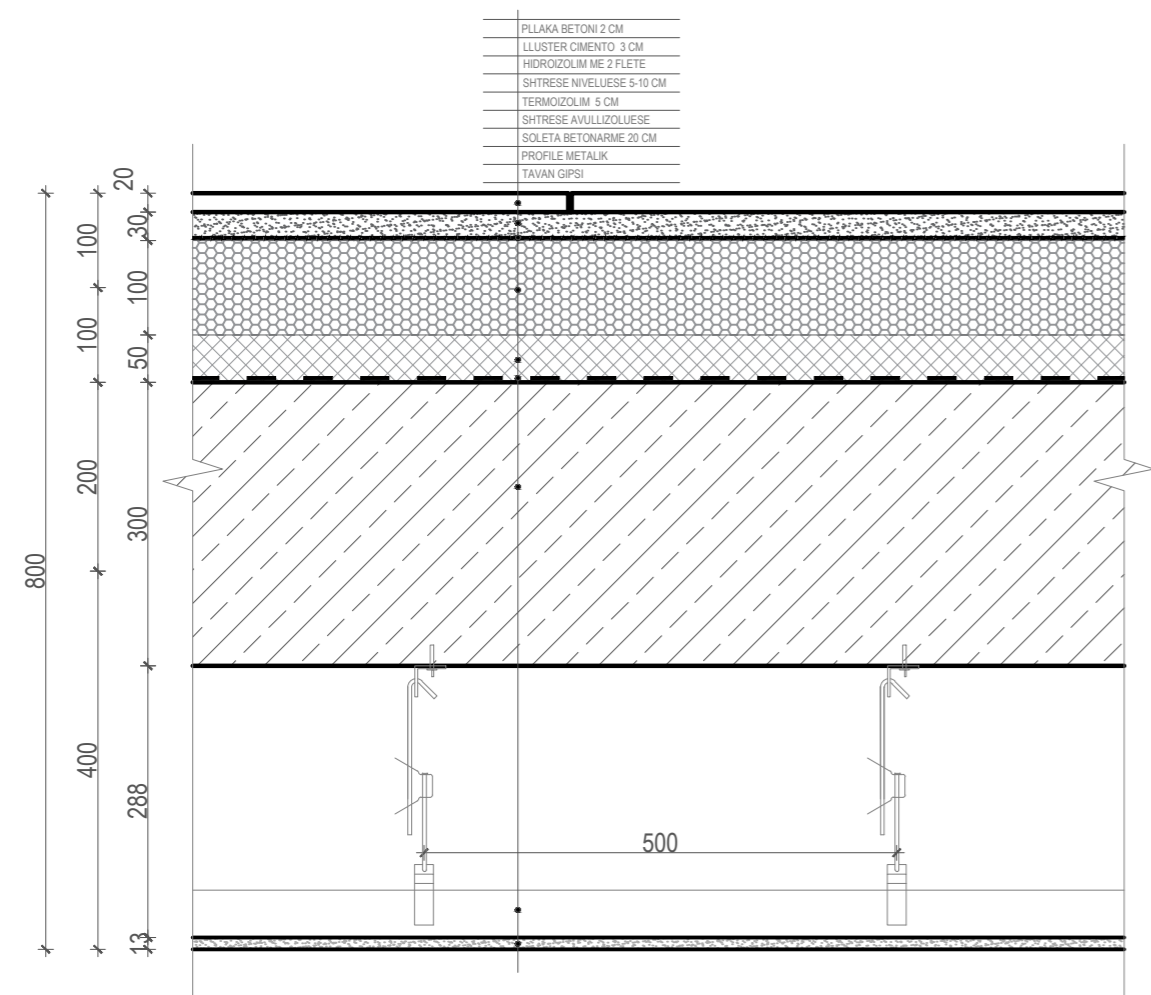 PLLAKA BETONI 2 CM
LLUSTER CIMENTO 3 CM
HIDROIZOLIM ME 2 FLETE
SHTRESE NIVELUESE 5-10 CM
TERMOIZOLIM 5 CM
SHTRESE AVULLIZOLUESE
SOLETA BETONARME 20 CM
PROFILE METALIK
TAVAN GIPSI
800
100
100
200
400
20
30
100
50
300
288
13
500